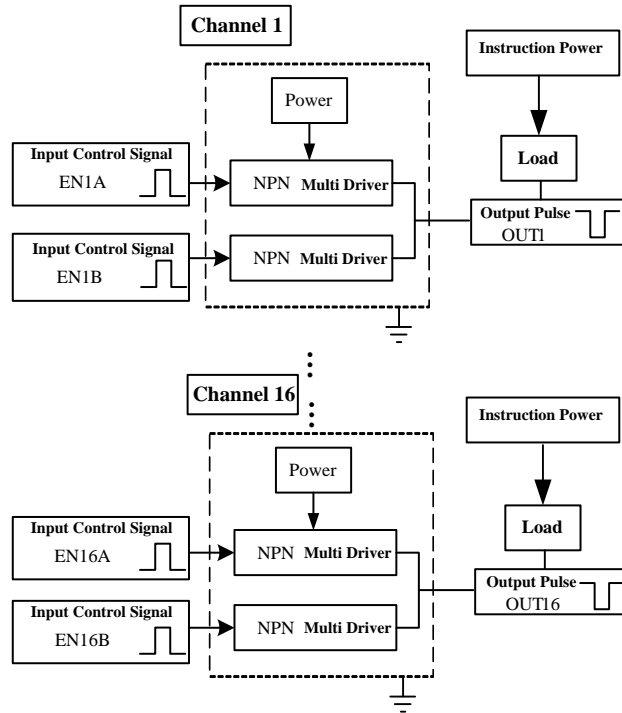 Channel 1
Instruction Power
Power
Load
Input Control Signal
EN1A
NPN Multi Driver
Output Pulse
OUT1
Input Control Signal
EN1B
NPN Multi Driver
Channel 16
Instruction Power
Power
Load
Input Control Signal
EN16A
NPN Multi Driver
Output Pulse
OUT16
Input Control Signal
EN16B
NPN Multi Driver